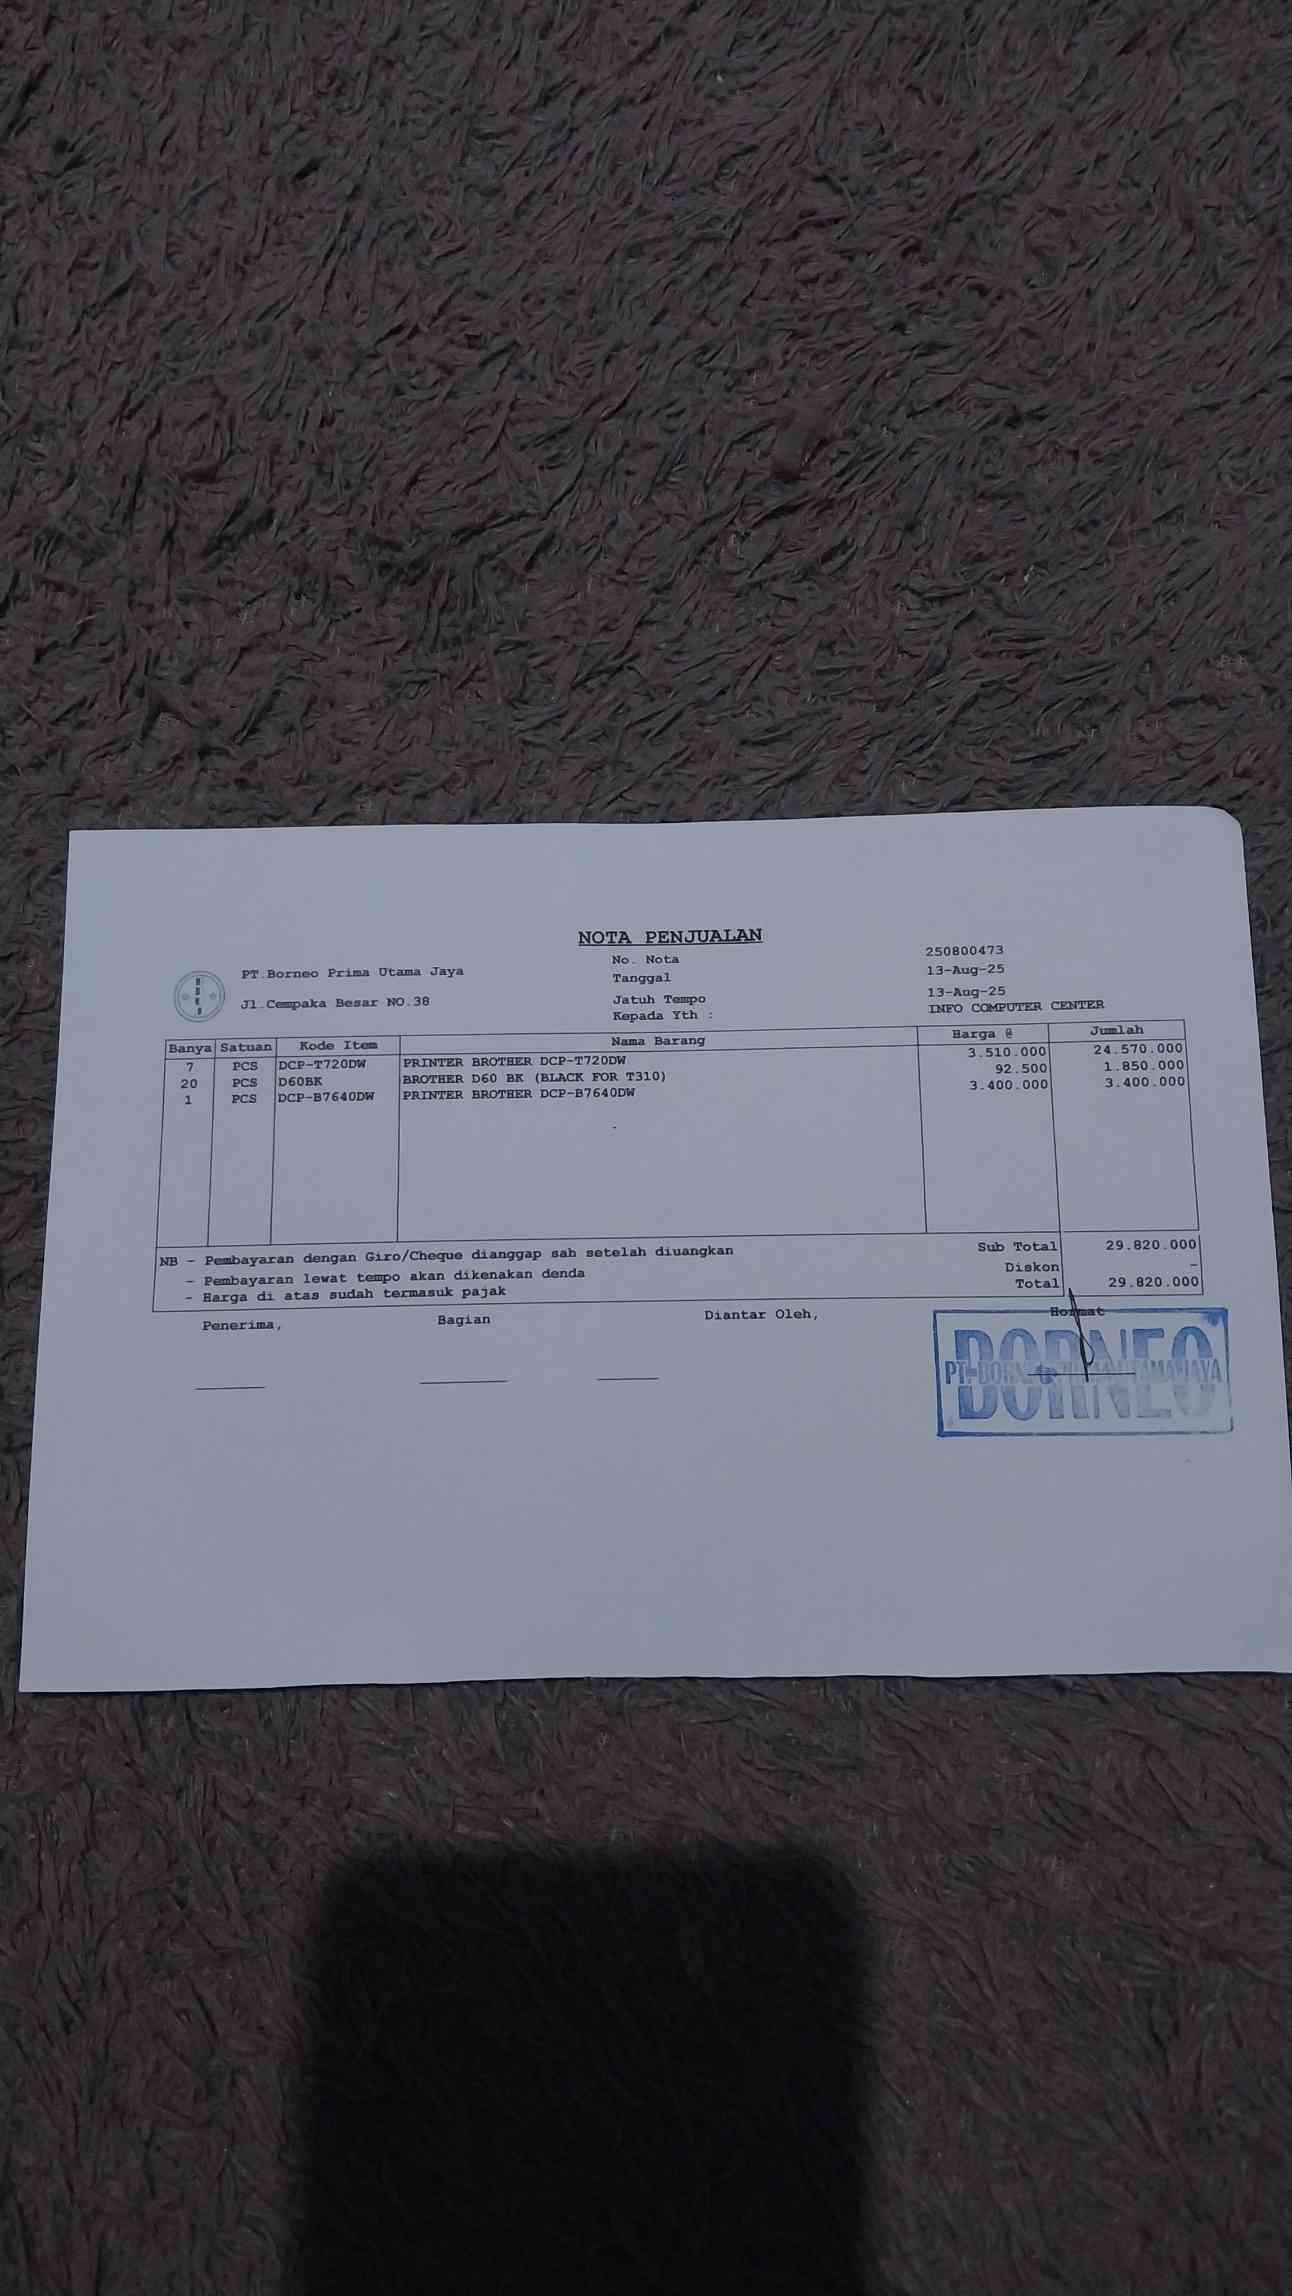 NOTA PENJUALAN
PT.Borneo Prima Utama Jaya
Jl.Cempaka Besar NO.38
No. Nota 250800473
Tanggal 13-Aug-25
Jatuh Tempo 13-Aug-25
Kepada Yth : INFO COMPUTER CENTER
Banya Satuan Kode Item Nama Barang Harga @ Jumlah
7 PCS DCP-T720DW PRINTER BROTHER DCP-T720DW 3.510.000 24.570.000
20 PCS D60BK BROTHER D60 BK (BLACK FOR T310) 92.500 1.850.000
1 PCS DCP-B7640DW PRINTER BROTHER DCP-B7640DW 3.400.000 3.400.000
NB - Pembayaran dengan Giro/Cheque dianggap sah setelah diuangkan Sub Total 29.820.000
- Pembayaran lewat tempo akan dikenakan denda Diskon -
- Harga di atas sudah termasuk pajak Total 29.820.000
Penerima, Bagian Diantar Oleh, Hormat
BORNEO